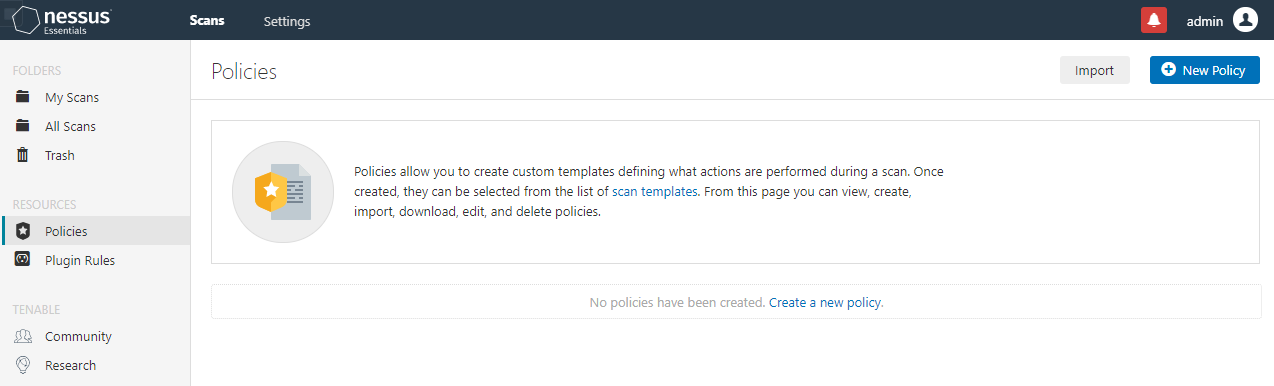 nessus
Essentials
Scans
Settings
admin
FOLDERS
My Scans
All Scans
Trash
RESOURCES
Policies
Plugin Rules
TENABLE
Community
Research
Policies
Import
New Policy
Policies allow you to create custom templates defining what actions are performed during a scan. Once
created, they can be selected from the list of scan templates. From this page you can view, create,
import, download, edit, and delete policies.
No policies have been created. Create a new policy.